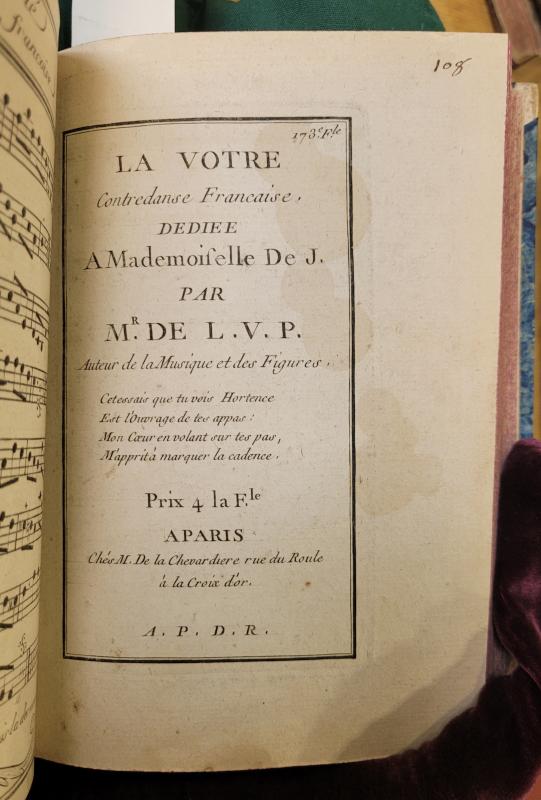 108
173.e F.le
LA VOTRE
Contredanse Francaise,
DEDIEE
A Mademoiſelle De J.
PAR
M.R DE L.V.P.
Auteur de la Musique et des Figures.
Cetessais que tu vois Hortence
Est l'Ouvrage de tes appas:
Mon Cœur en volant sur tes pas,
M'apprit à marquer la cadence.
Prix 4 la F.le
APARIS
Chés M. De la Chevardiere rue du Roule
à la Croix d'or.
A.P.D.R.